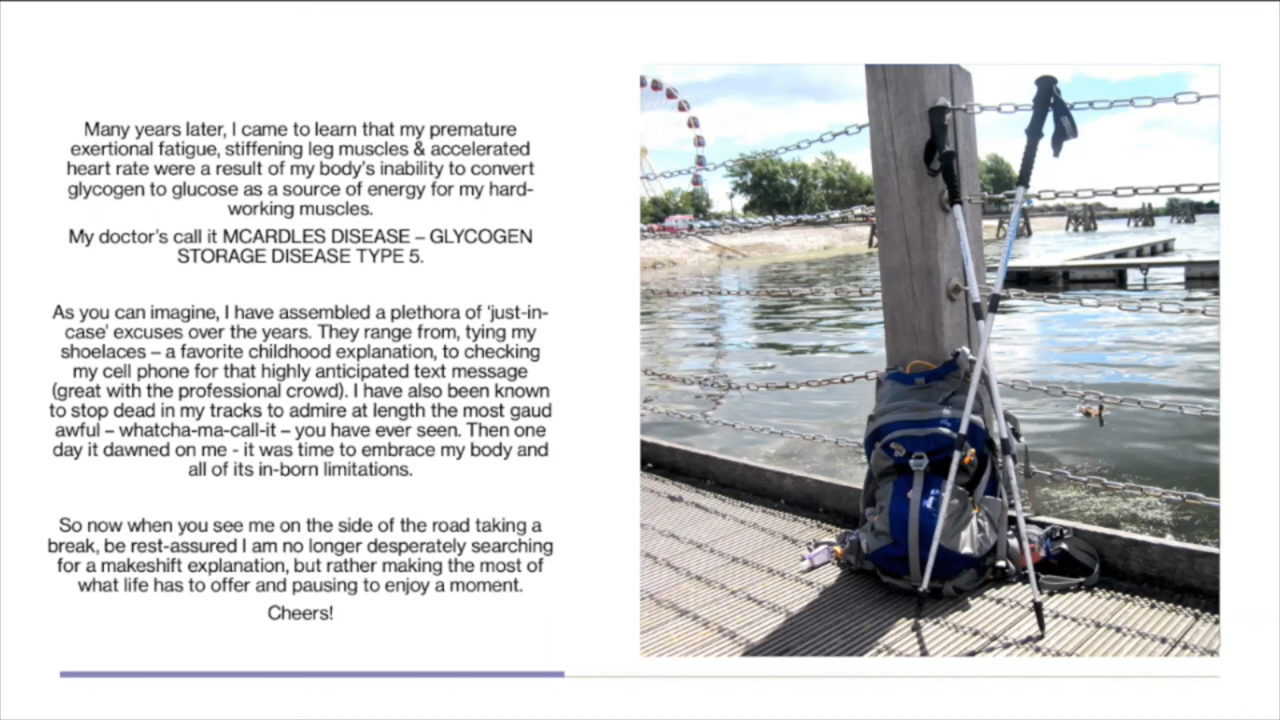 Many years later, I came to learn that my premature
exertional fatigue, stiffening leg muscles & accelerated
heart rate were a result of my body's inability to convert
glycogen to glucose as a source of energy for my hard-
working muscles.
My doctor's call it MCARDLES DISEASE – GLYCOGEN
STORAGE DISEASE TYPE 5.
As you can imagine, I have assembled a plethora of 'just-in-
case' excuses over the years. They range from, tying my
shoelaces – a favorite childhood explanation, to checking
my cell phone for that highly anticipated text message
(great with the professional crowd). I have also been known
to stop dead in my tracks to admire at length the most gaud
awful – whatcha-ma-call-it – you have ever seen. Then one
day it dawned on me - it was time to embrace my body and
all of its in-born limitations.
So now when you see me on the side of the road taking a
break, be rest-assured I am no longer desperately searching
for a makeshift explanation, but rather making the most of
what life has to offer and pausing to enjoy a moment.
Cheers!